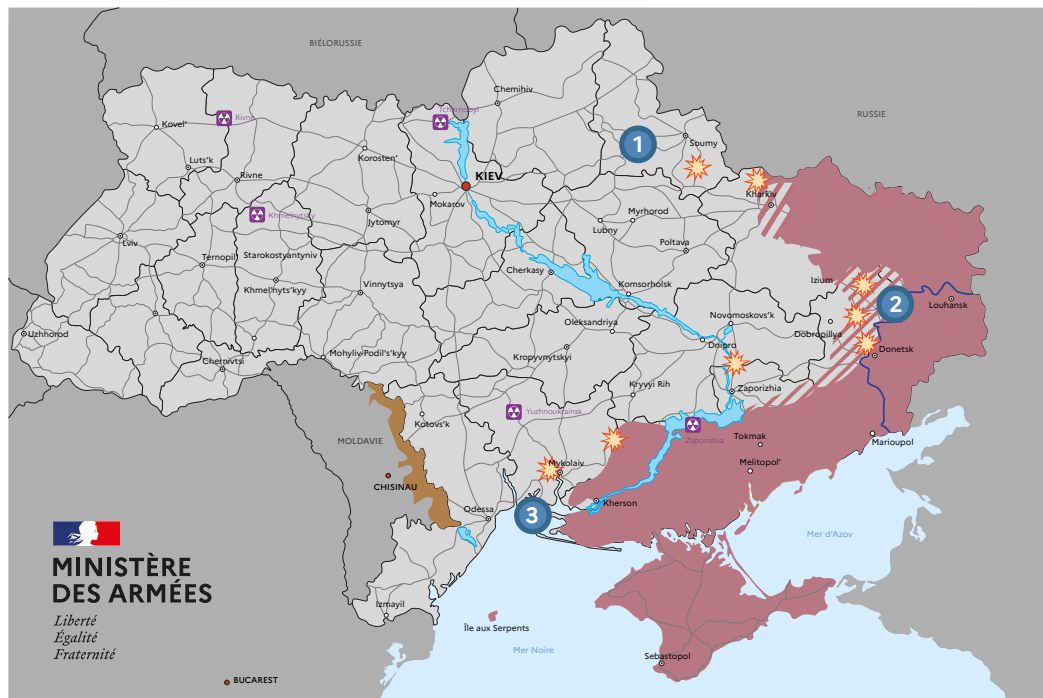 BIÉLORUSSIE
RUSSIE
Chemihiv
Tchernobyl
Rivne
Kovel'
1
Soumy
Korosten'
Luts'k
Rivne
KIEV
Kharkiv
Mokarov
Khmelnytsky
Myrhorod
Jytomyr
Lubny
Lviv
Poltava
Ternopil
Starokostyantyniv
Cherkasy
Izium
Khmel'nyts'kyy
Vinnytsya
Komsorholsk
2
Louhansk
Novomoskovs'k
Oleksandriya
Uzhhorod
Dobropillya
Dnipro
Donetsk
Mohyliv-Podil's'kyy
Kropyvnytskyi
Chernivtsi
Kryvyi Rih
Zaporizhia
Yuzhnoukrainsk
Kotovs'k
Tokmak
Zaporizhia
MOLDAVIE
Marioupol
Mykolaiv
Melitopol'
CHISINAU
Kherson
Odessa
3
Mer d'Azov
MINISTÈRE
DES ARMÉES
Liberté
Égalité
Fraternité
Izmayil
Île aux Serpents
Mer Noire
Sebastopol
BUCAREST